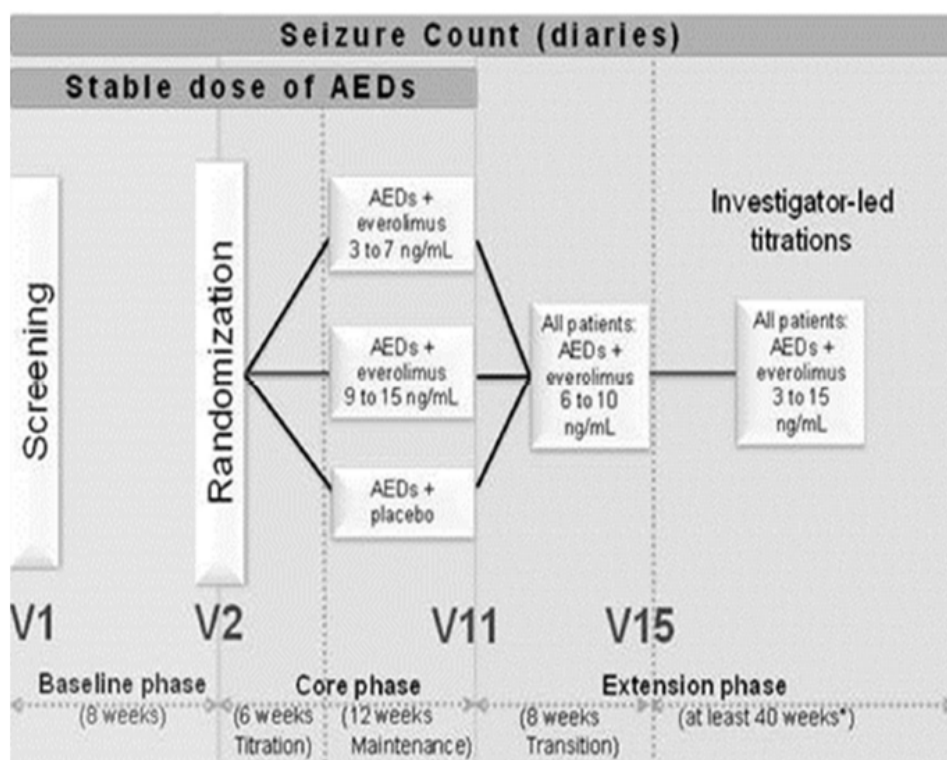 Seizure Count (diaries)
Stable dose of AEDs
Screening
Randomization
AEDs +
everolimus
3 to 7 ng/mL
AEDs +
everolimus
9 to 15 ng/mL
AEDs +
placebo
All patients:
AEDs +
everolimus
6 to 10
ng/mL
Investigator-led
titrations
All patients:
AEDs +
everolimus
3 to 15
ng/mL
V1
V2
V11
V15
Baseline phase
(8 weeks)
Core phase
(6 weeks
Titration)
(12 weeks
Maintenance)
Extension phase
(8 weeks
Transition)
(at least 40 weeks*)